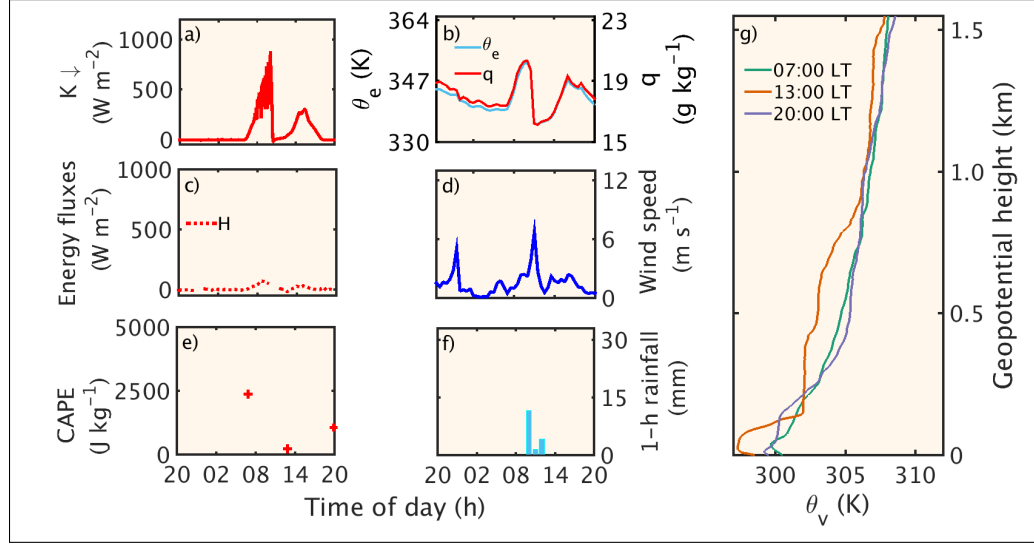 a)
1200
1000
500
0
K ↓
(W m−2)
b)
θe
q
364
347
330
θe (K)
23
19
15
q
(g kg−1)
c)
H
1000
500
0
Energy fluxes
(W m−2)
d)
12
6
0
Wind speed
(m s−1)
e)
5000
2500
0
CAPE
(J kg−1)
20 02 08 14 20
f)
30
15
0
1−h rainfall
(mm)
20 02 08 14 20
Time of day (h)
g)
07:00 LT
13:00 LT
20:00 LT
1.5
1.0
0.5
0
Geopotential height (km)
300 305 310
θv (K)